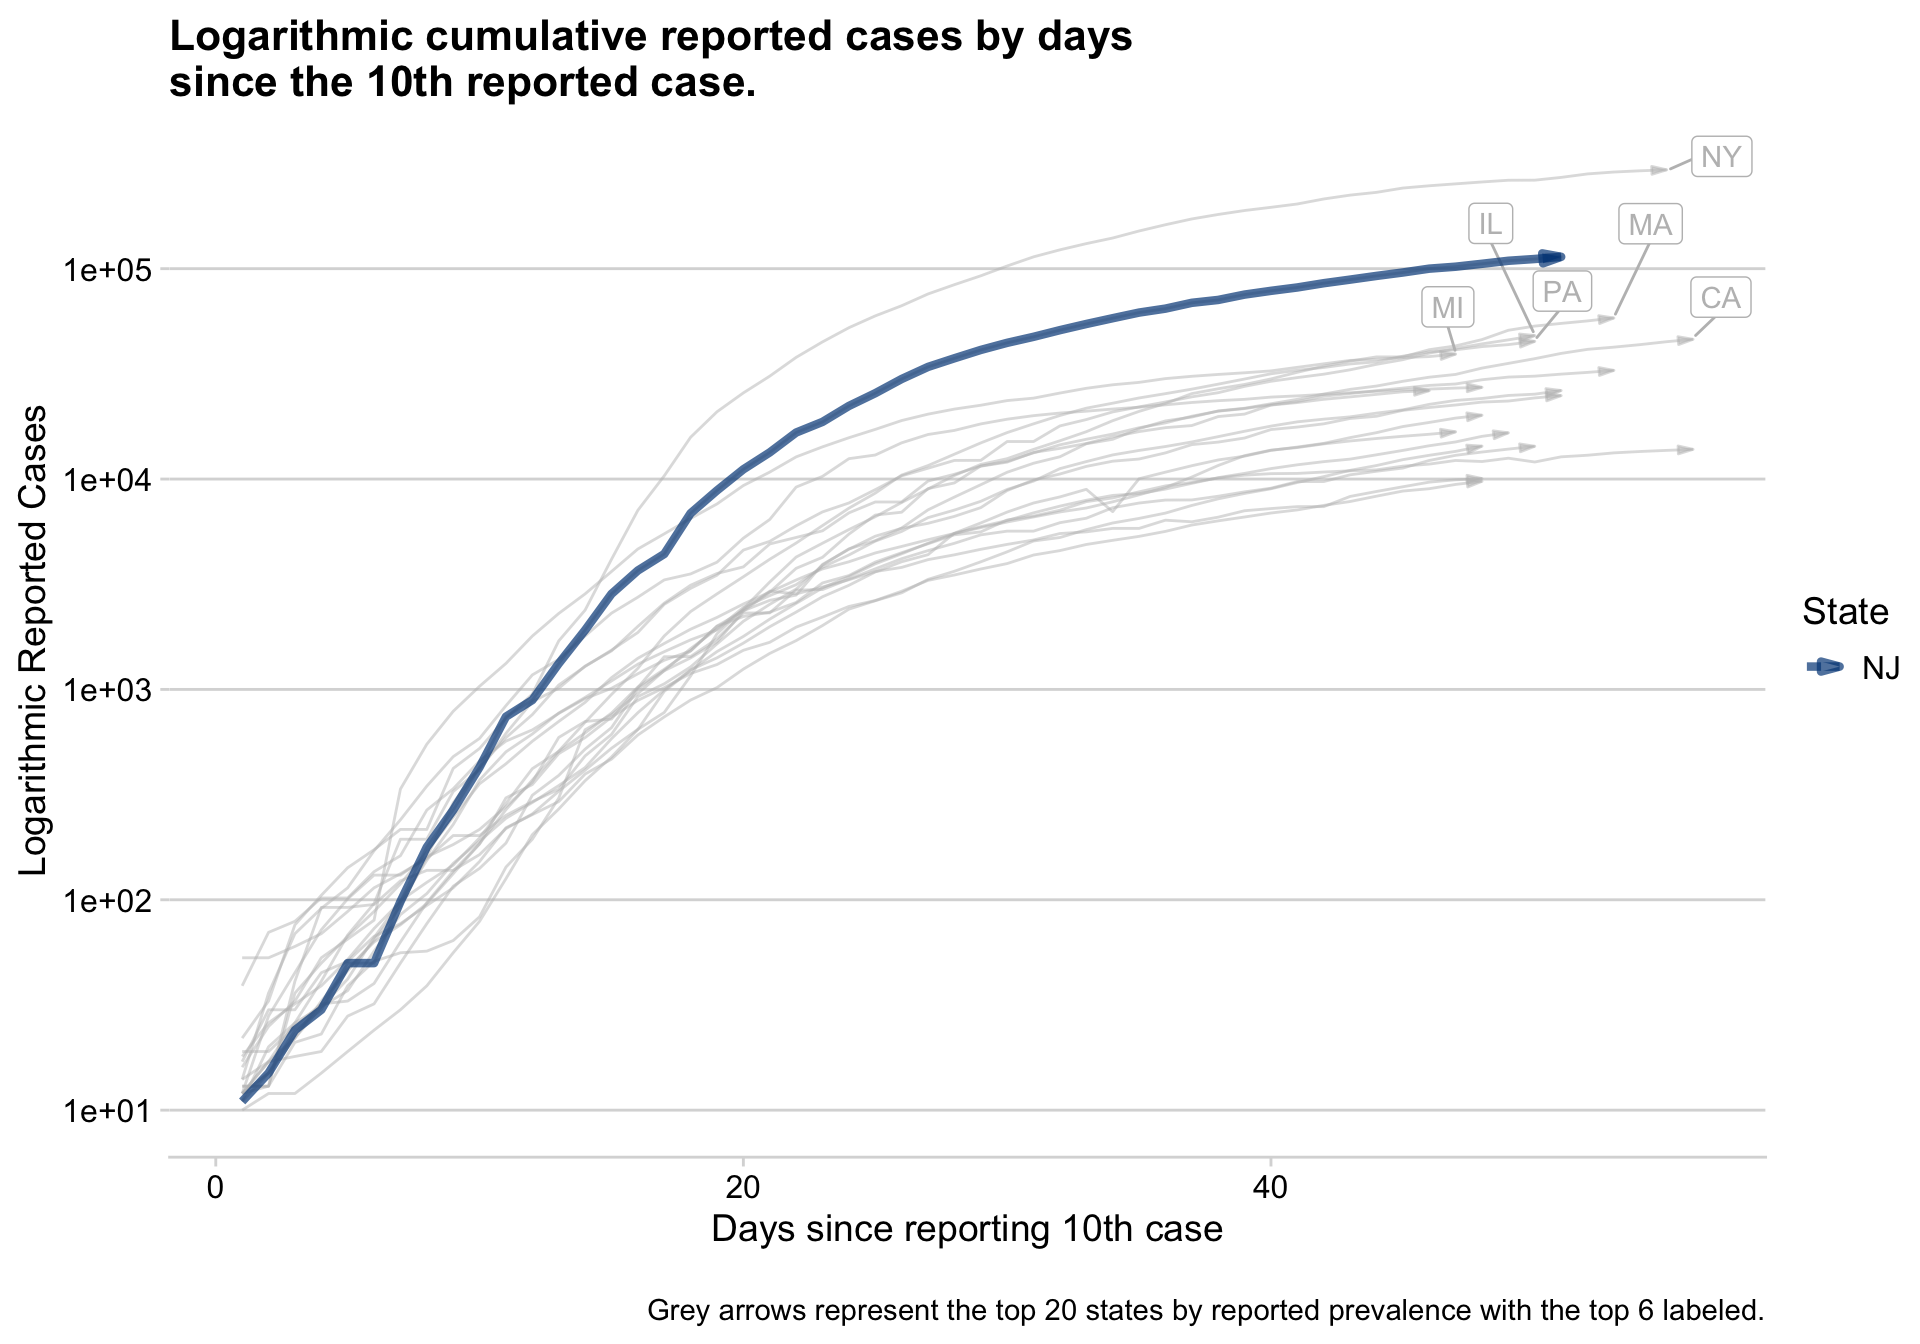 Logarithmic cumulative reported cases by days
since the 10th reported case.
NY
IL
MA
1e+05
PA
CA
MI
1e+04
Logarithmic Reported Cases
State
NJ
1e+03
1e+02
1e+01
0
20
40
Days since reporting 10th case
Grey arrows represent the top 20 states by reported prevalence with the top 6 labeled.